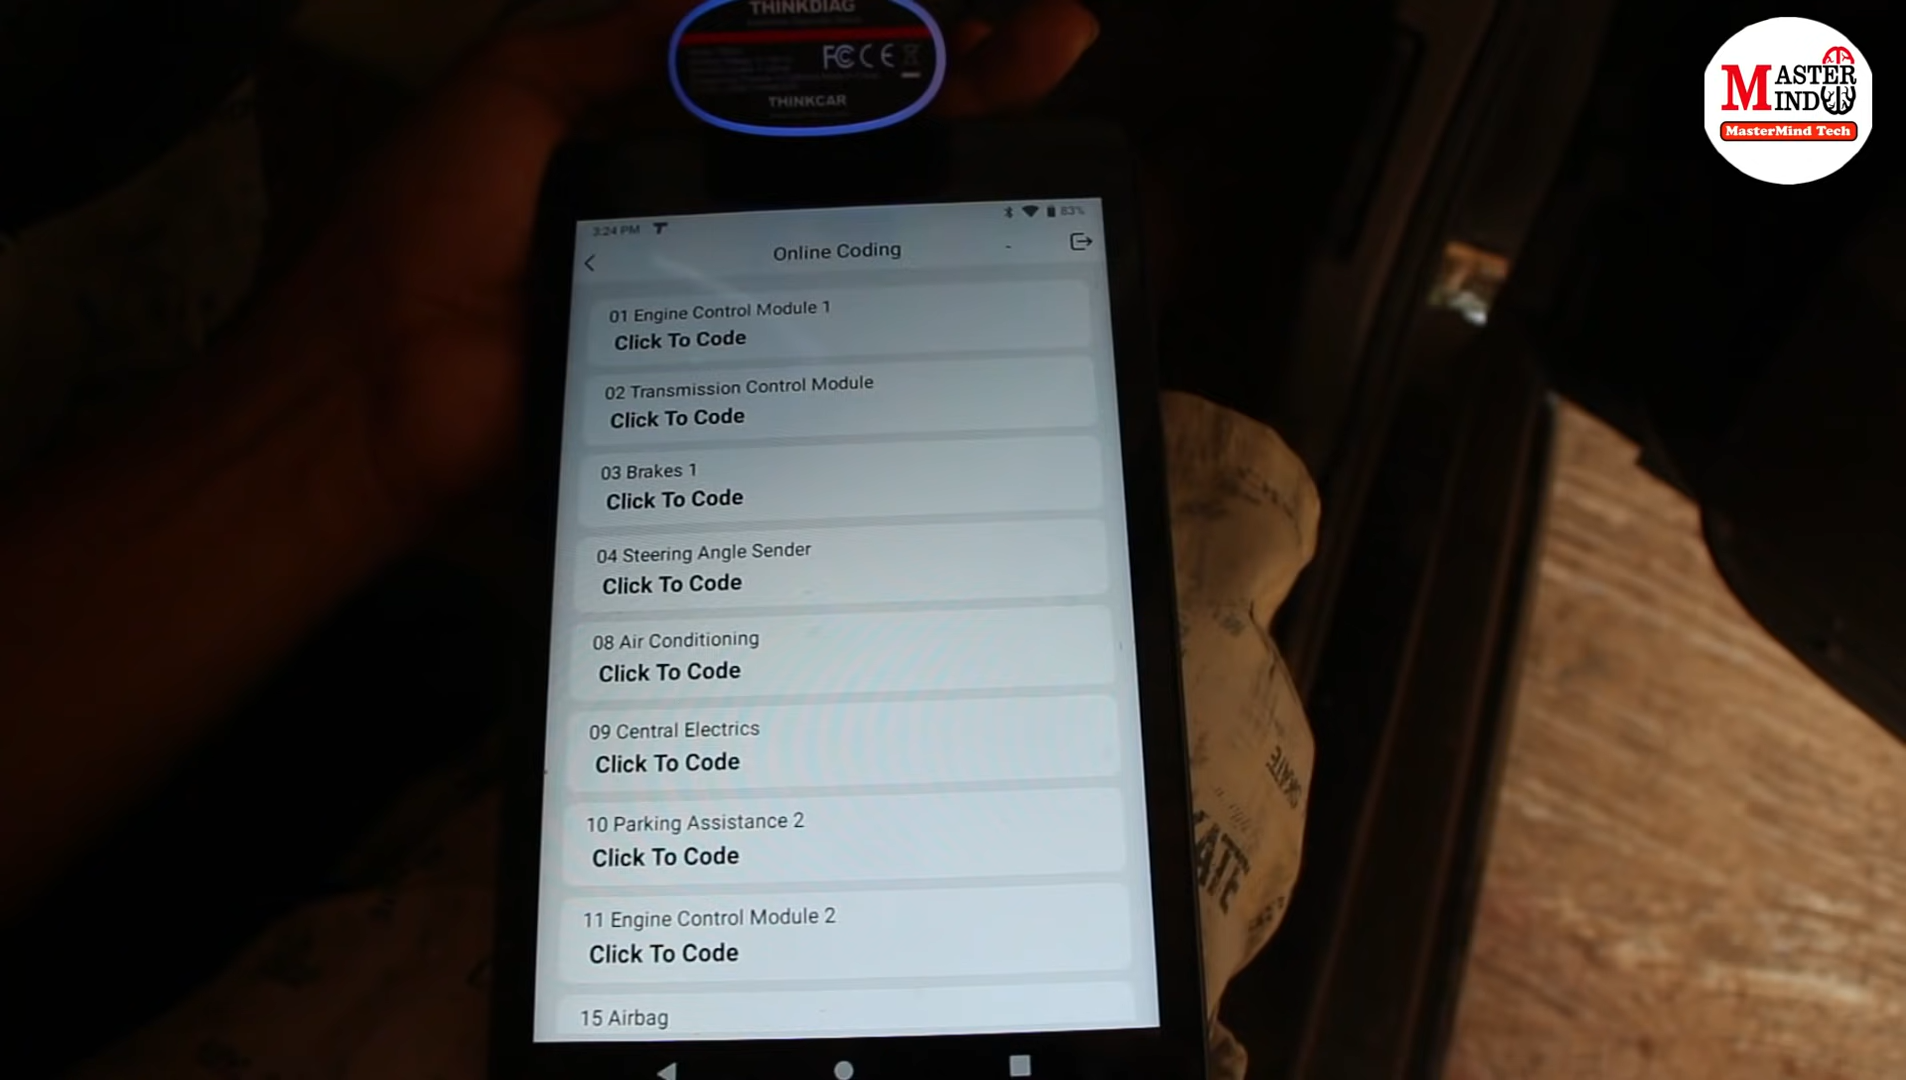 THINKDIAG
FC CE
THINKCAR
MASTER
MIND
MasterMind Tech
3:24 PM
83%
Online Coding
01 Engine Control Module 1
Click To Code
02 Transmission Control Module
Click To Code
03 Brakes 1
Click To Code
04 Steering Angle Sender
Click To Code
08 Air Conditioning
Click To Code
09 Central Electrics
Click To Code
10 Parking Assistance 2
Click To Code
11 Engine Control Module 2
Click To Code
15 Airbag